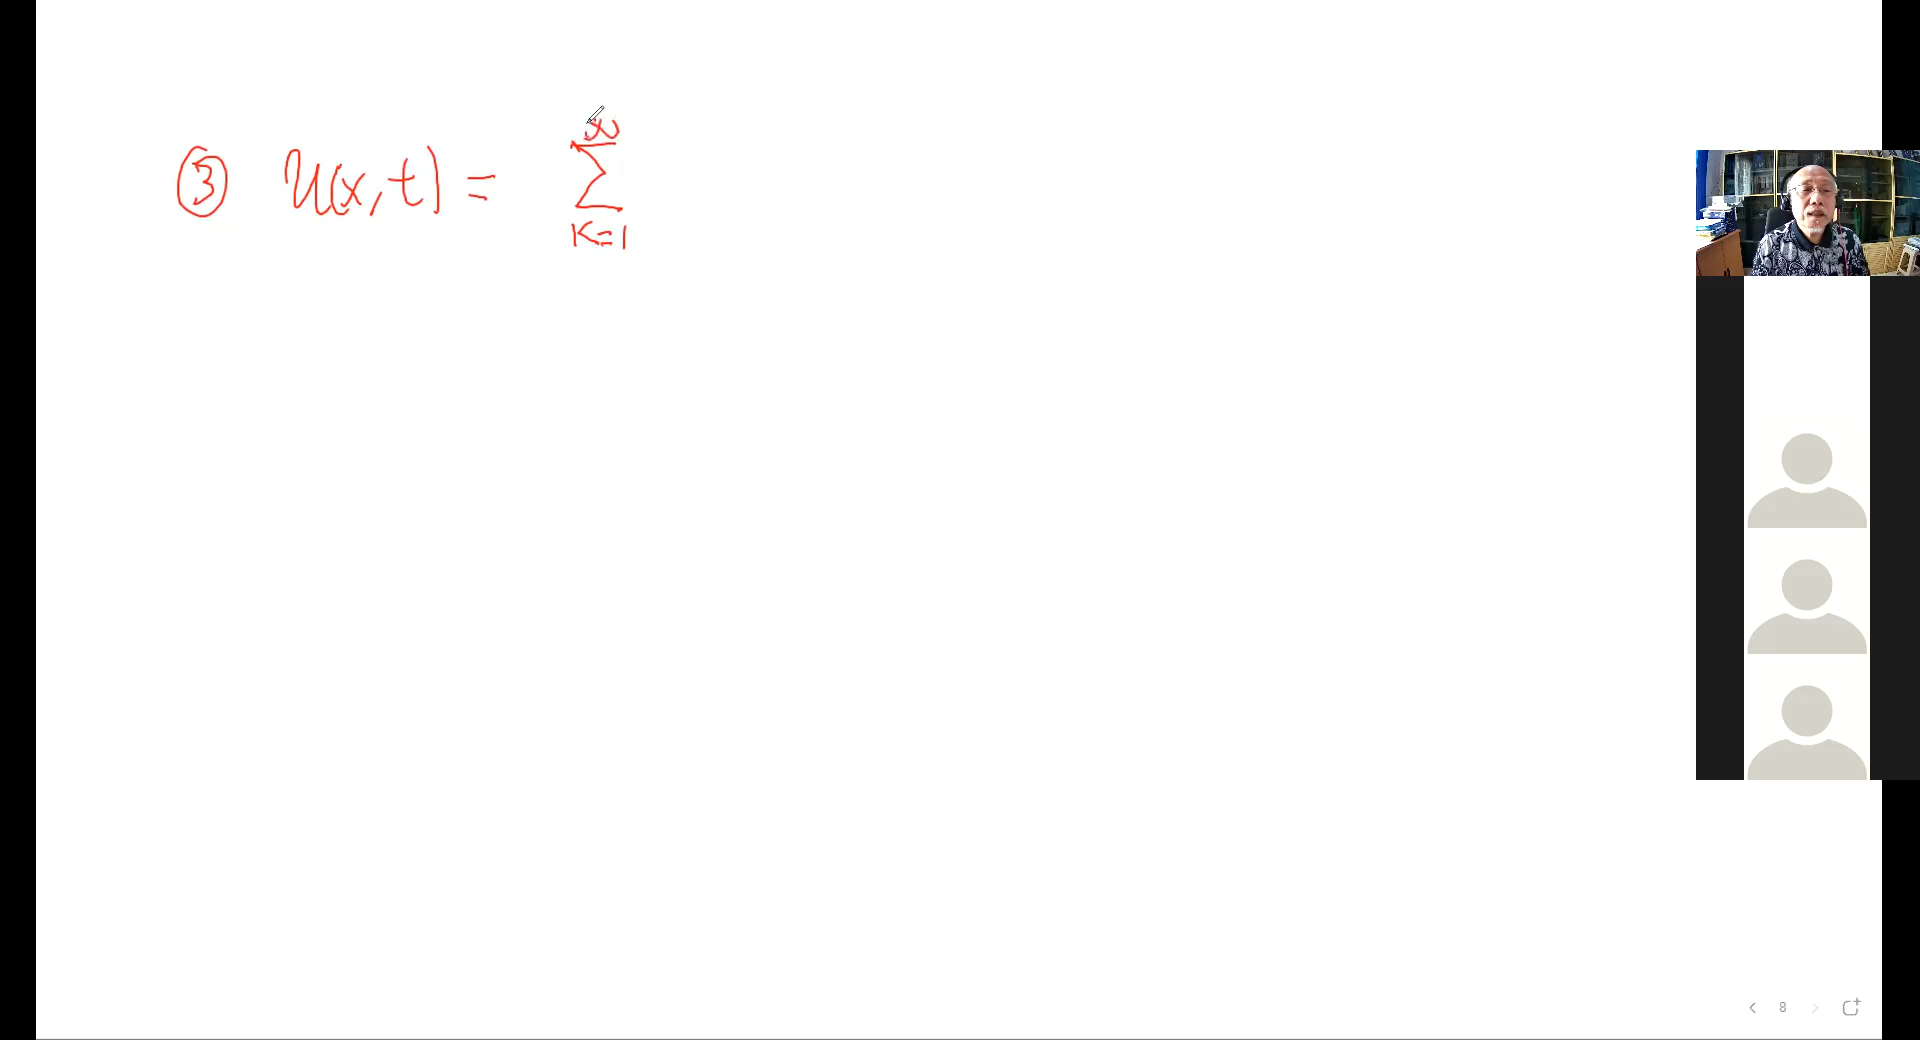 ③ u(x,t) = ∞ ∑ K=1
8